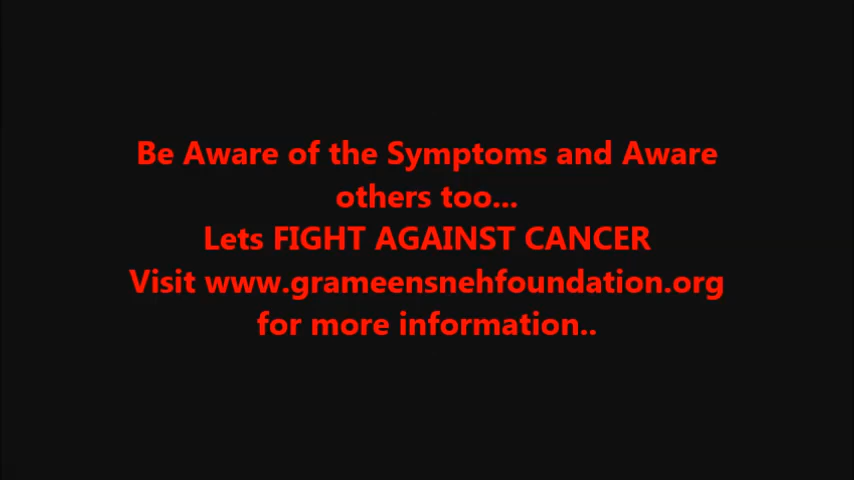 Be Aware of the Symptoms and Aware
others too...
Lets FIGHT AGAINST CANCER
Visit www.grameensnehfoundation.org
for more information..